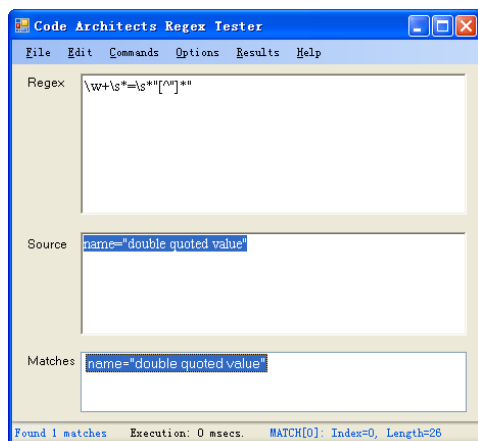 Code Architects Regex Tester
File Edit Commands Options Results Help
Regex
\w+\s*=\s*"[^"]*"
Source
name="double quoted value"
Matches
name="double quoted value"
Found 1 matches Execution: 0 msecs. MATCH[0]: Index=0, Length=26